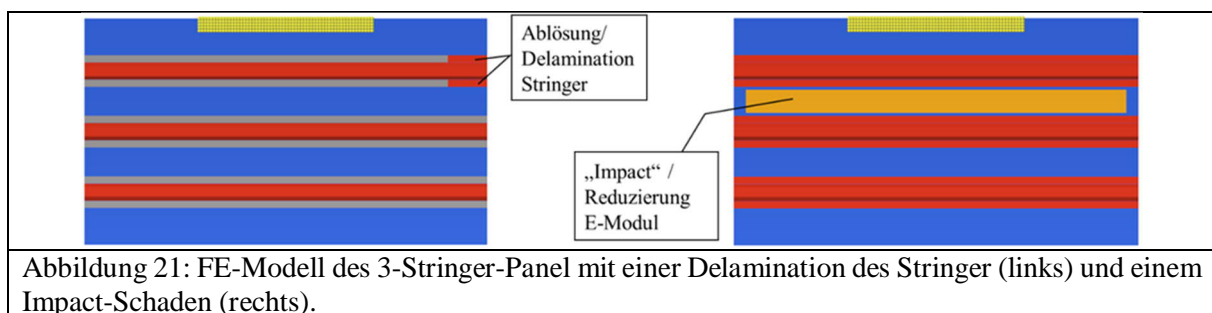 Ablösung/
Delamination
Stringer
„Impact“ /
Reduzierung
E-Modul
Abbildung 21: FE-Modell des 3-Stringer-Panel mit einer Delamination des Stringer (links) und einem
Impact-Schaden (rechts).